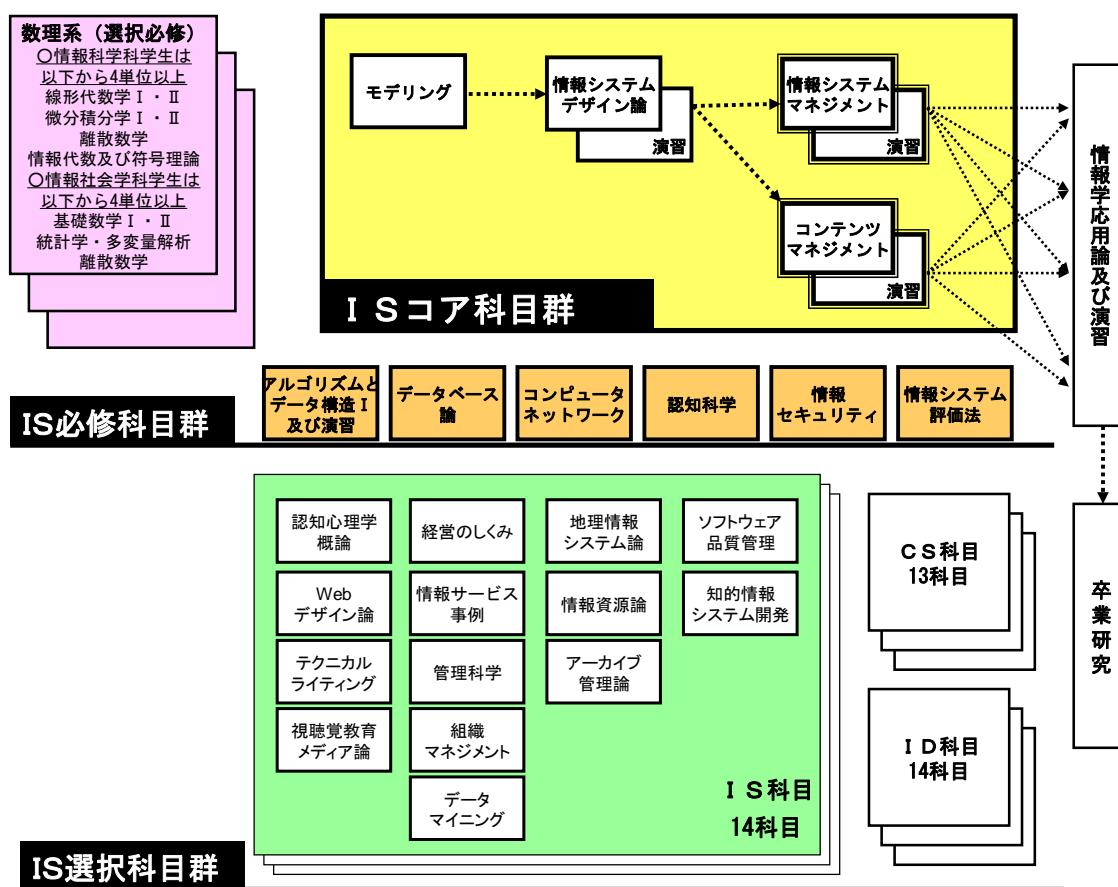 数理系（選択必修）
〇情報科学科学生は
以下から4単位以上
線形代数学Ⅰ・Ⅱ
微分積分学Ⅰ・Ⅱ
離散数学
情報代数及び符号理論
〇情報社会学科学生は
以下から4単位以上
基礎数学Ⅰ・Ⅱ
統計学・多変量解析
離散数学
モデリング
情報システム
デザイン論
演習
情報システム
マネジメント
演習
コンテンツ
マネジメント
演習
ＩＳコア科目群
情報学応用論及び演習
IS必修科目群
アルゴリズムと
データ構造Ⅰ
及び演習
データベース
論
コンピュータ
ネットワーク
認知科学
情報
セキュリティ
情報システム
評価法
認知心理学
概論
経営のしくみ
地理情報
システム論
ソフトウェア
品質管理
Web
デザイン論
情報サービス
事例
情報資源論
知的情報
システム開発
テクニカル
ライティング
管理科学
アーカイブ
管理論
視聴覚教育
メディア論
組織
マネジメント
データ
マイニング
ＩＳ科目
14科目
ＣＳ科目
13科目
ＩＤ科目
14科目
卒業研究
IS選択科目群